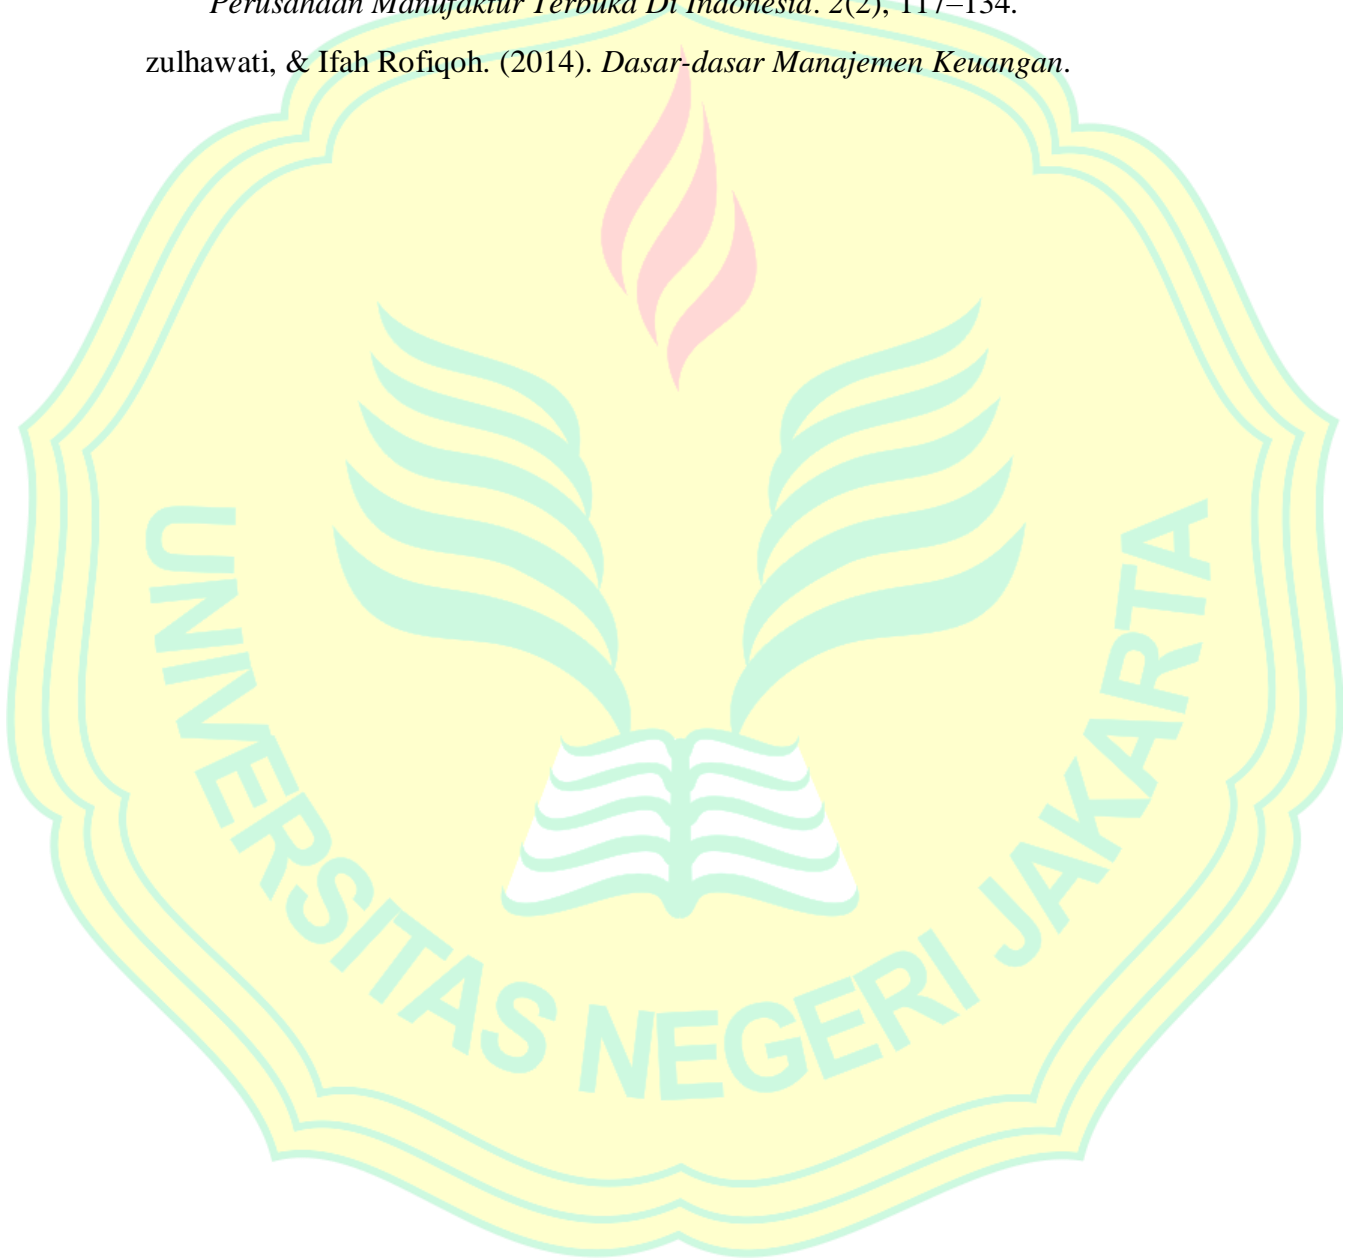 Perusahaan Manufaktur Terbuka Di Indonesia. 2(2), 117–134.
zulhawati, & Ifah Rofiqoh. (2014). Dasar-dasar Manajemen Keuangan.
UNIVERSITAS NEGERI JAKARTA